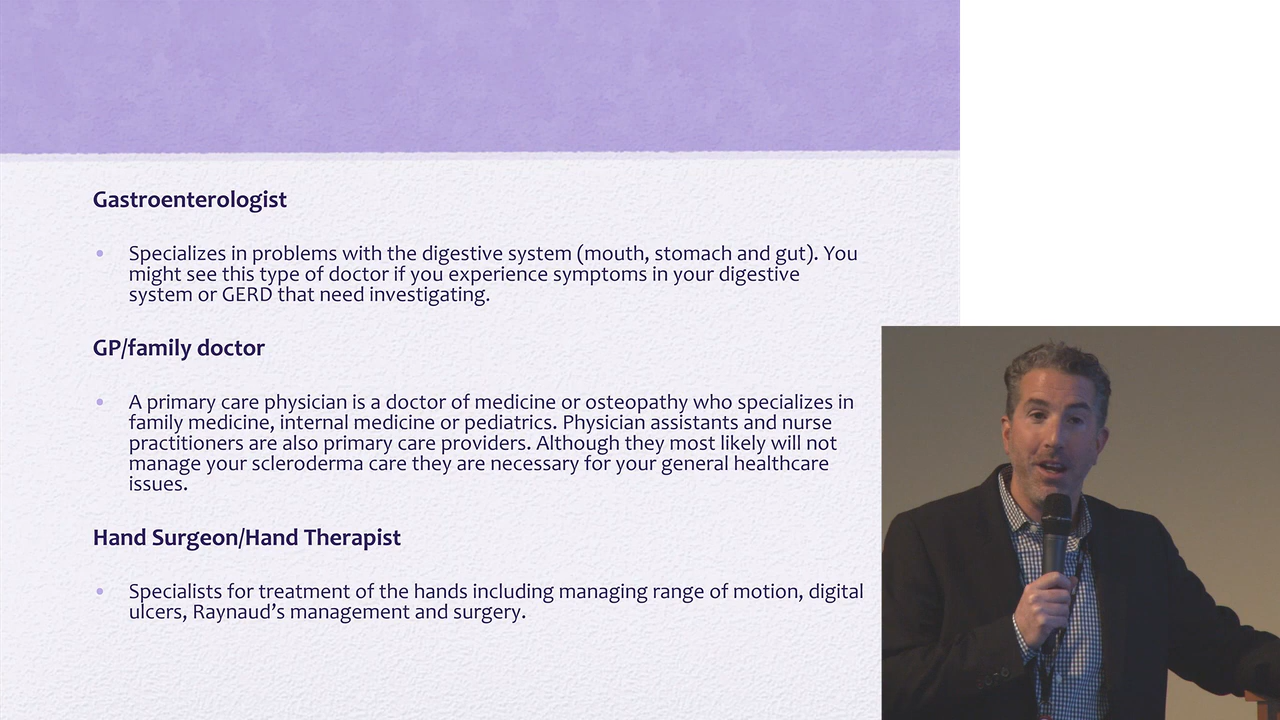 Gastroenterologist
• Specializes in problems with the digestive system (mouth, stomach and gut). You
might see this type of doctor if you experience symptoms in your digestive
system or GERD that need investigating.
GP/family doctor
• A primary care physician is a doctor of medicine or osteopathy who specializes in
family medicine, internal medicine or pediatrics. Physician assistants and nurse
practitioners are also primary care providers. Although they most likely will not
manage your scleroderma care they are necessary for your general healthcare
issues.
Hand Surgeon/Hand Therapist
• Specialists for treatment of the hands including managing range of motion, digital
ulcers, Raynaud’s management and surgery.